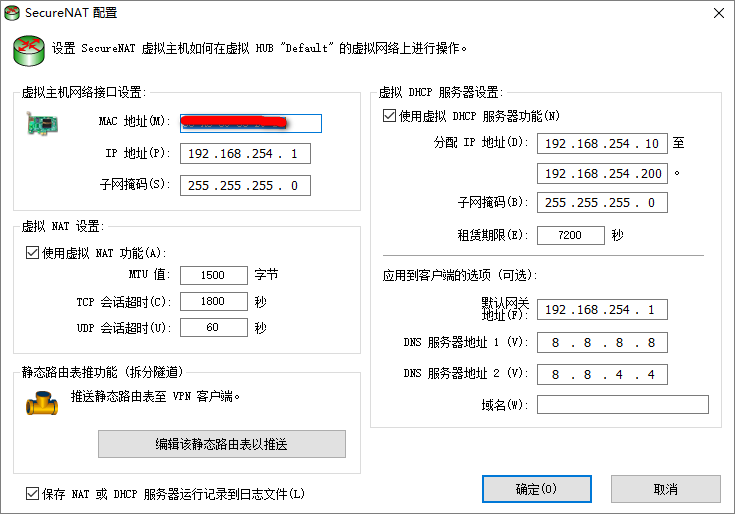 SecureNAT 配置
设置 SecureNAT 虚拟主机如何在虚拟 HUB "Default" 的虚拟网络上进行操作。
虚拟主机网络接口设置:
MAC 地址(M):
IP 地址(P): 192 .168 .254 . 1
子网掩码(S): 255 .255 .255 . 0
虚拟 NAT 设置:
使用虚拟 NAT 功能(A):
MTU 值: 1500 字节
TCP 会话超时(C): 1800 秒
UDP 会话超时(U): 60 秒
静态路由表推功能 (拆分隧道)
推送静态路由表至 VPN 客户端。
编辑该静态路由表以推送
保存 NAT 或 DHCP 服务器运行记录到日志文件(L)
虚拟 DHCP 服务器设置:
使用虚拟 DHCP 服务器功能(N)
分配 IP 地址(D): 192 .168 .254 . 10 至
192 .168 .254 .200 。
子网掩码(B): 255 .255 .255 . 0
租赁期限(E): 7200 秒
应用到客户端的选项 (可选):
默认网关
地址(F): 192 .168 .254 . 1
DNS 服务器地址 1 (V): 8 . 8 . 8 . 8
DNS 服务器地址 2 (V): 8 . 8 . 4 . 4
域名(W):
确定(O)
取消